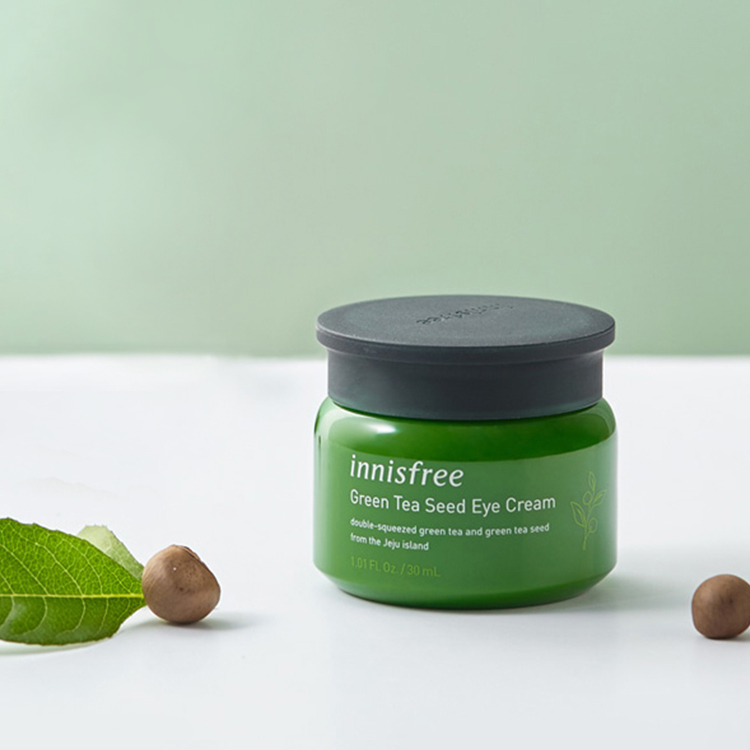 innisfree
innisfree
Green Tea Seed Eye Cream
double-squeezed green tea and green tea seed
from the Jeju island
1.01 FL.Oz. / 30 mL